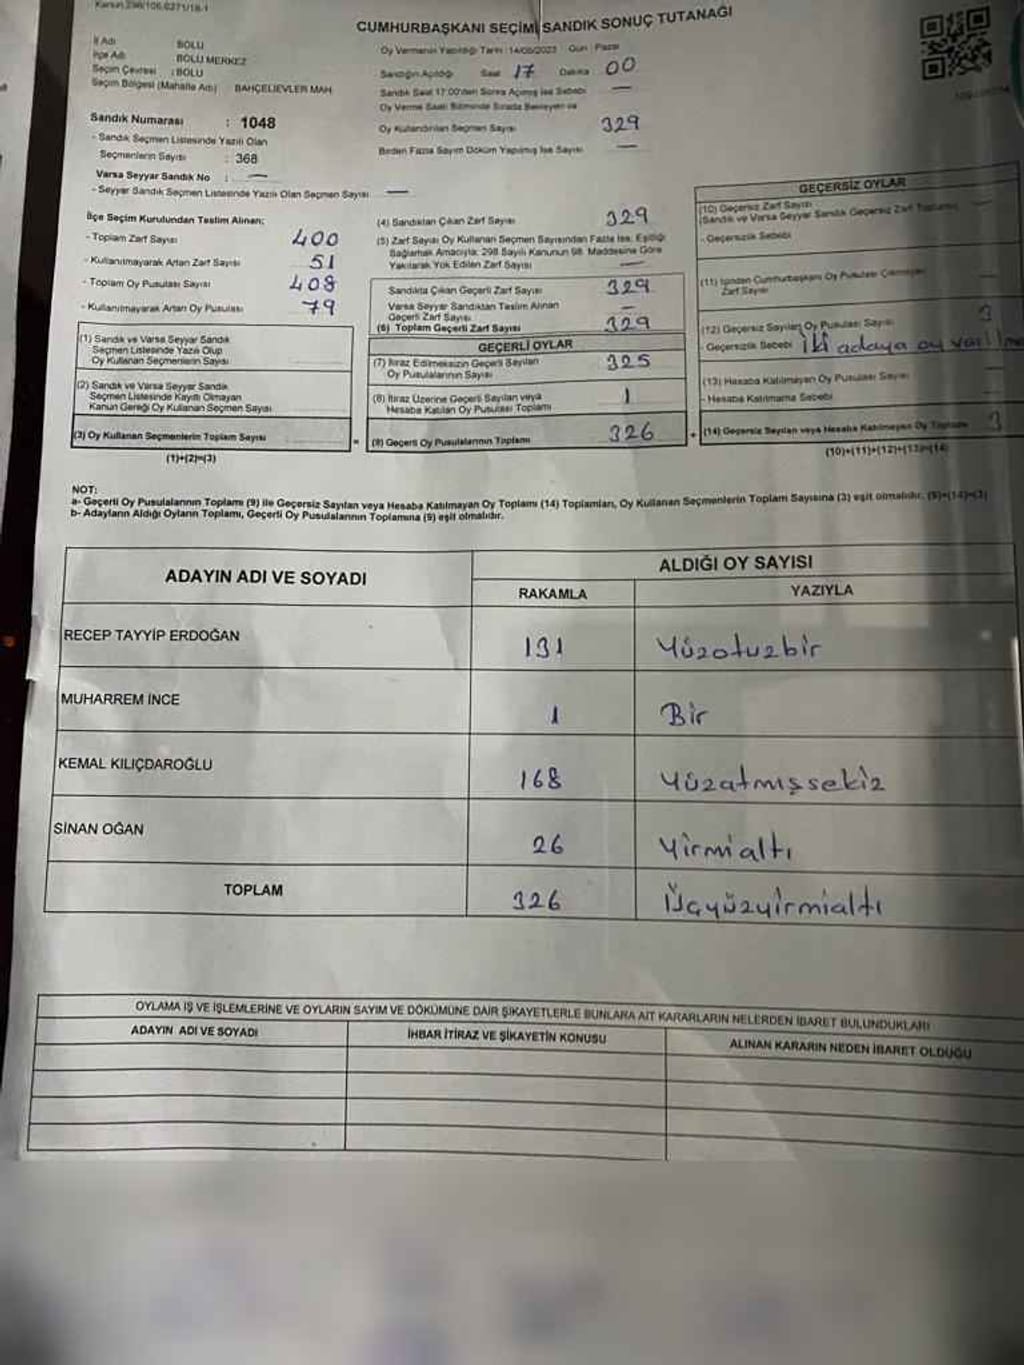 CUMHURBAŞKANI SEÇİMİ SANDIK SONUÇ TUTANAĞI
İl Adı BOLU
İlçe Adı BOLU MERKEZ
Seçim Çevresi : BOLU
Seçim Bölgesi (Mahalle Adı) BAHÇELİEVLER MAH.
Sandık Numarası : 1048
- Sandık Seçmen Listesinde Yazılı Olan
Seçmenlerin Sayısı : 368
Varsa Seyyar Sandık No : —
- Seyyar Sandık Seçmen Listesinde Yazılı Olan Seçmen Sayısı —
Oy Vermenin Yapıldığı Tarih : 14/05/2023 Gün : Pazar
Sandığın Açıldığı Saat 17 Dakika 00
Sandık Saat 17:00'den Sonra Açılmış İse Sebebi —
Oy Verme Saati Bitiminde Sırada Bekleyen ve
Oy Kullandırılan Seçmen Sayısı 329
Birden Fazla Sayım Döküm Yapılmış İse Sayısı —
İlçe Seçim Kurulundan Teslim Alınan:
- Toplam Zarf Sayısı 400
- Kullanılmayarak Artan Zarf Sayısı 51
- Toplam Oy Pusulası Sayısı 408
- Kullanılmayarak Artan Oy Pusulası 79
(1) Sandık ve Varsa Seyyar Sandık
Seçmen Listesinde Yazılı Olup
Oy Kullanan Seçmenlerin Sayısı
(2) Sandık ve Varsa Seyyar Sandık
Seçmen Listesinde Kayıtlı Olmayan
Kanun Gereği Oy Kullanan Seçmen Sayısı
(3) Oy Kullanan Seçmenlerin Toplam Sayısı
(1)+(2)=(3)
(4) Sandıktan Çıkan Zarf Sayısı 329
(5) Zarf Sayısı Oy Kullanan Seçmen Sayısından Fazla İse, Eşitliği
Sağlamak Amacıyla; 298 Sayılı Kanunun 98. Maddesine Göre
Yakılarak Yok Edilen Zarf Sayısı —
Sandıkta Çıkan Geçerli Zarf Sayısı 329
Varsa Seyyar Sandıktan Teslim Alınan
Geçerli Zarf Sayısı —
(6) Toplam Geçerli Zarf Sayısı 329
GEÇERLİ OYLAR
(7) İtiraz Edilmeksizin Geçerli Sayılan
Oy Pusulalarının Sayısı 325
(8) İtiraz Üzerine Geçerli Sayılan veya
Hesaba Katılan Oy Pusulası Toplamı 1
= (9) Geçerli Oy Pusulalarının Toplamı 326
GEÇERSİZ OYLAR
(10) Geçersiz Zarf Sayısı —
(Sandık ve Varsa Seyyar Sandık Geçersiz Zarf Toplamı)
- Geçersizlik Sebebi
(11) İçinden Cumhurbaşkanı Oy Pusulası Çıkmayan
Zarf Sayısı —
(12) Geçersiz Sayılan Oy Pusulası Sayısı 3
- Geçersizlik Sebebi İki adaya oy
(13) Hesaba Katılmayan Oy Pusulası Sayısı —
- Hesaba Katılmama Sebebi —
+ (14) Geçersiz Sayılan veya Hesaba Katılmayan Oy Toplamı 3
(10)+(11)+(12)+(13)=(14)
NOT:
a- Geçerli Oy Pusulalarının Toplamı (9) ile Geçersiz Sayılan veya Hesaba Katılmayan Oy Toplamı (14) Toplamları, Oy Kullanan Seçmenlerin Toplam Sayısına (3) eşit olmalıdır. (9)+(14)=(3)
b- Adayların Aldığı Oyların Toplamı, Geçerli Oy Pusulalarının Toplamına (9) eşit olmalıdır.
ADAYIN ADI VE SOYADI ALDIĞI OY SAYISI
RAKAMLA YAZIYLA
RECEP TAYYİP ERDOĞAN 131 Yüzotuzbir
MUHARREM İNCE 1 Bir
KEMAL KILIÇDAROĞLU 168 Yüzatmışsekiz
SİNAN OĞAN 26 Yirmialtı
TOPLAM 326 Üçyüzyirmialtı
OYLAMA İŞ VE İŞLEMLERİNE VE OYLARIN SAYIM VE DÖKÜMÜNE DAİR ŞİKAYETLERLE BUNLARA AİT KARARLARIN NELERDEN İBARET BULUNDUKLARI
ADAYIN ADI VE SOYADI İHBAR İTİRAZ VE ŞİKAYETİN KONUSU ALINAN KARARIN NEDEN İBARET OLDUĞU